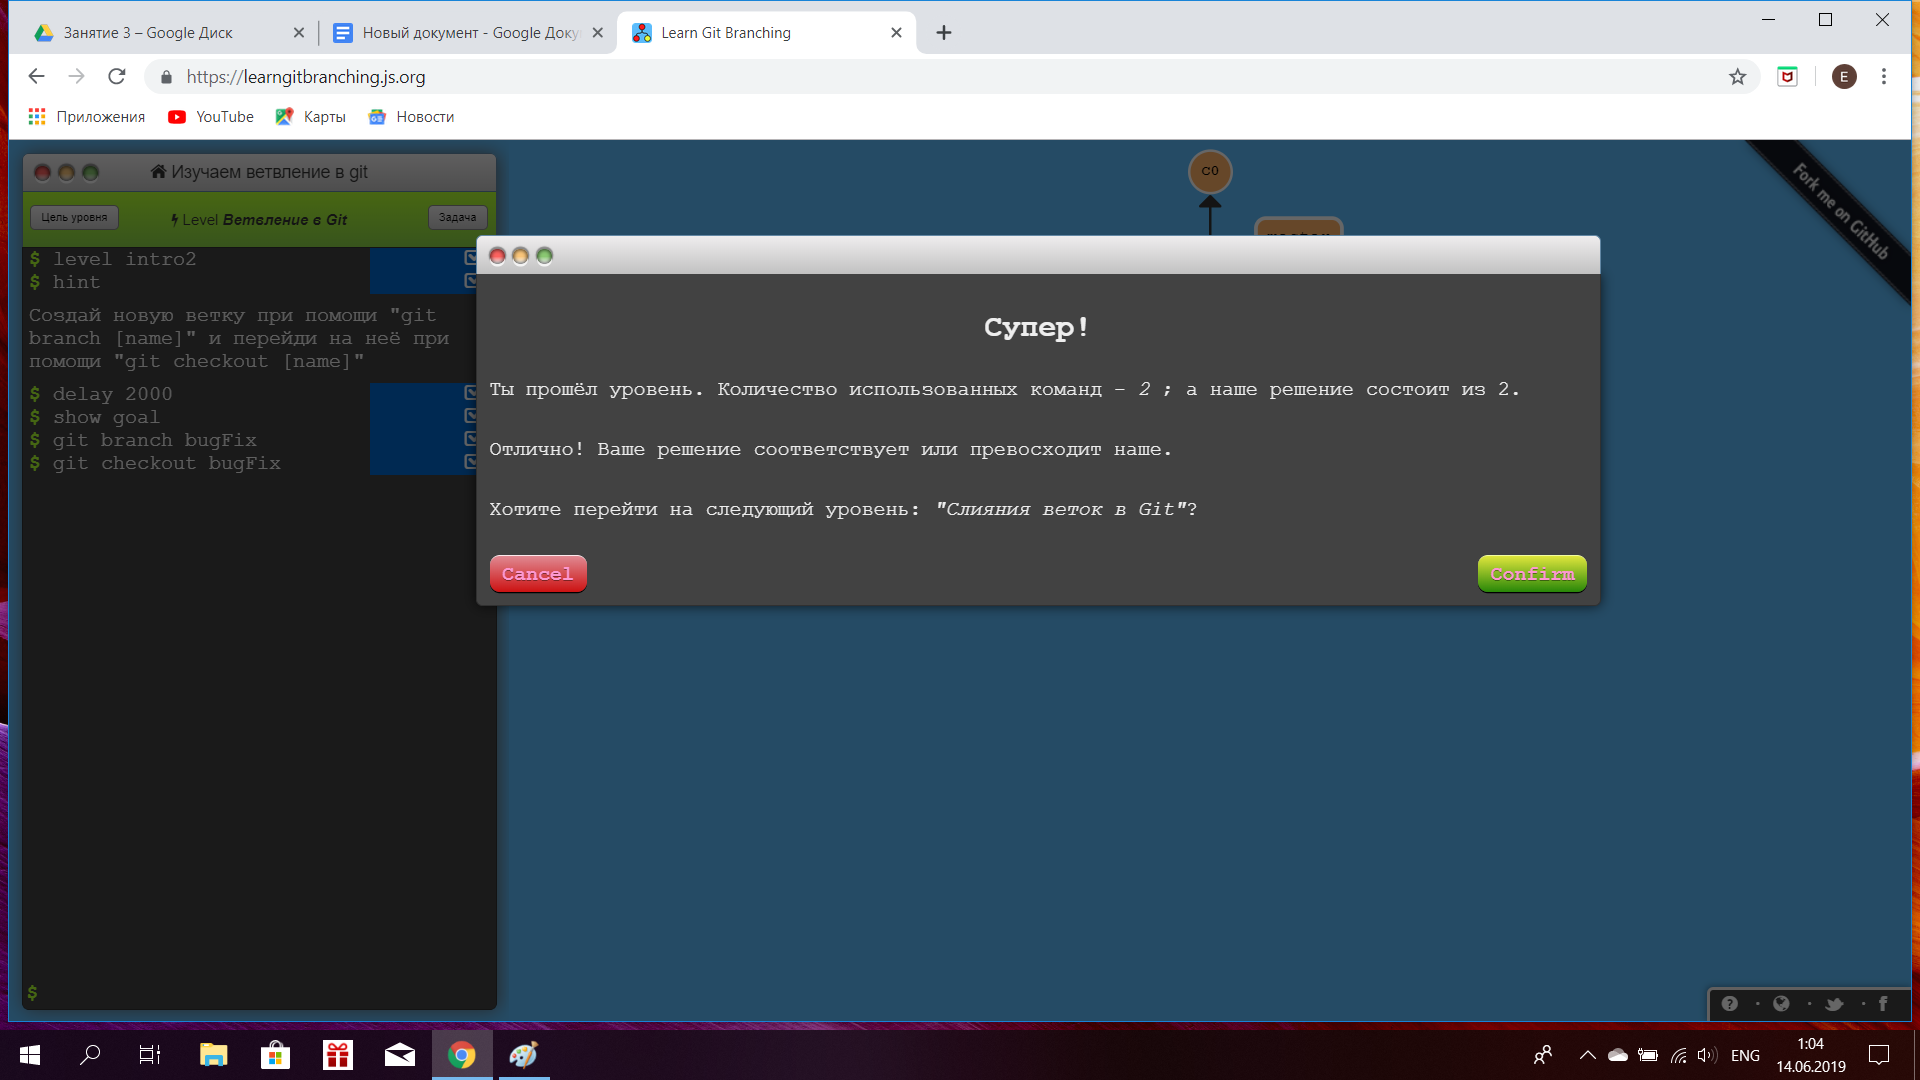 Занятие 3 – Google Диск
Новый документ - Google Доку
Learn Git Branching
https://learngitbranching.js.org
E
Приложения
YouTube
Карты
Новости
Изучаем ветвление в git
Цель уровня
Level Ветвление в Git
Задача
$ level intro2
$ hint
Создай новую ветку при помощи "git
branch [name]" и перейди на неё при
помощи "git checkout [name]"
$ delay 2000
$ show goal
$ git branch bugFix
$ git checkout bugFix
$
c0
master
Fork me on GitHub
Супер!
Ты прошёл уровень. Количество использованных команд – 2 ; а наше решение состоит из 2.
Отлично! Ваше решение соответствует или превосходит наше.
Хотите перейти на следующий уровень: "Слияния веток в Git"?
Cancel
Confirm
ENG
1:04
14.06.2019